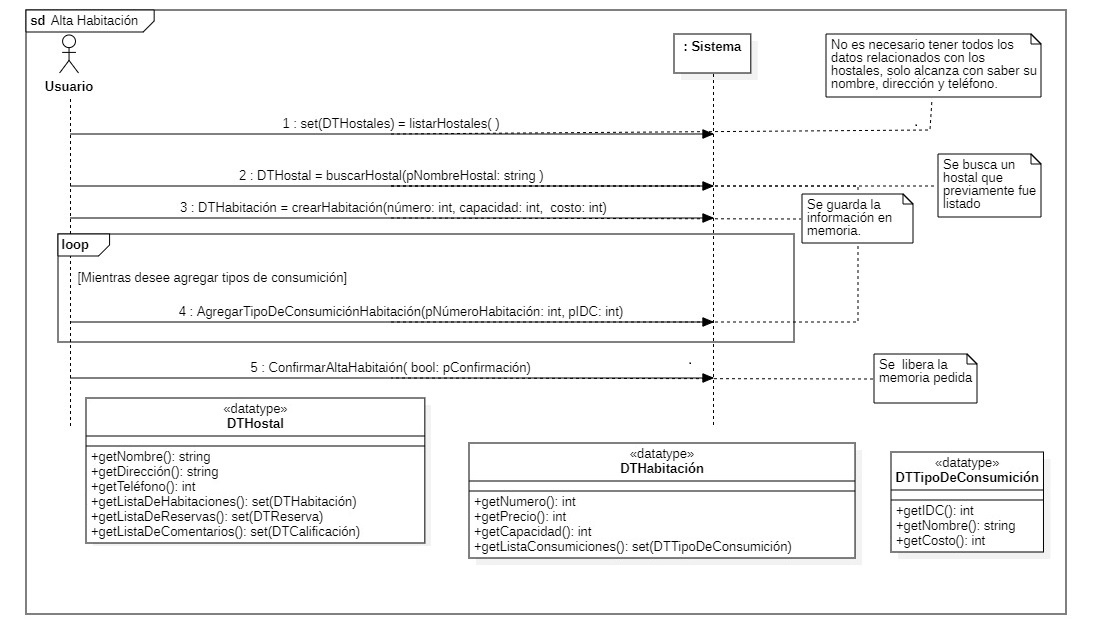 sd Alta Habitación
Usuario
: Sistema
No es necesario tener todos los
datos relacionados con los
hostales, solo alcanza con saber su
nombre, dirección y teléfono.
1 : set(DTHostales) = listarHostales( )
2 : DTHostal = buscarHostal(pNombreHostal: string )
Se busca un
hostal que
previamente fue
listado
3 : DTHabitación = crearHabitación(número: int, capacidad: int, costo: int)
Se guarda la
información en
memoria.
loop
[Mientras desee agregar tipos de consumición]
4 : AgregarTipoDeConsumiciónHabitación(pNúmeroHabitación: int, pIDC: int)
5 : ConfirmarAltaHabitaión( bool: pConfirmación)
Se libera la
memoria pedida
«datatype»
DTHostal
+getNombre(): string
+getDirección(): string
+getTeléfono(): int
+getListaDeHabitaciones(): set(DTHabitación)
+getListaDeReservas(): set(DTReserva)
+getListaDeComentarios(): set(DTCalificación)
«datatype»
DTHabitación
+getNumero(): int
+getPrecio(): int
+getCapacidad(): int
+getListaConsumiciones(): set(DTTipoDeConsumición)
«datatype»
DTTipoDeConsumición
+getIDC(): int
+getNombre(): string
+getCosto(): int